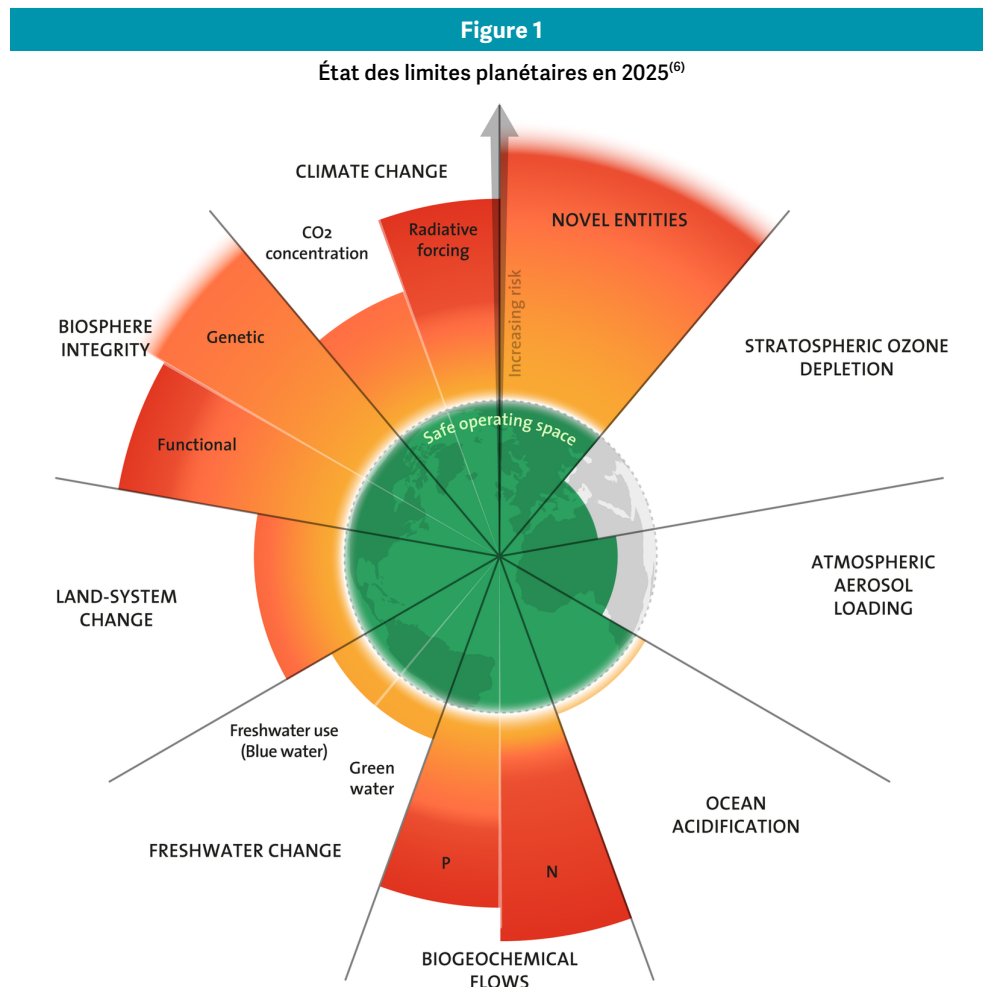 Figure 1
État des limites planétaires en 2025(6)
CLIMATE CHANGE
CO2
concentration
Radiative
forcing
NOVEL ENTITIES
Increasing risk
BIOSPHERE
INTEGRITY
Genetic
Functional
STRATOSPHERIC OZONE
DEPLETION
Safe operating space
LAND-SYSTEM
CHANGE
ATMOSPHERIC
AEROSOL
LOADING
Freshwater use
(Blue water)
Green
water
FRESHWATER CHANGE
P
N
OCEAN
ACIDIFICATION
BIOGEOCHEMICAL
FLOWS